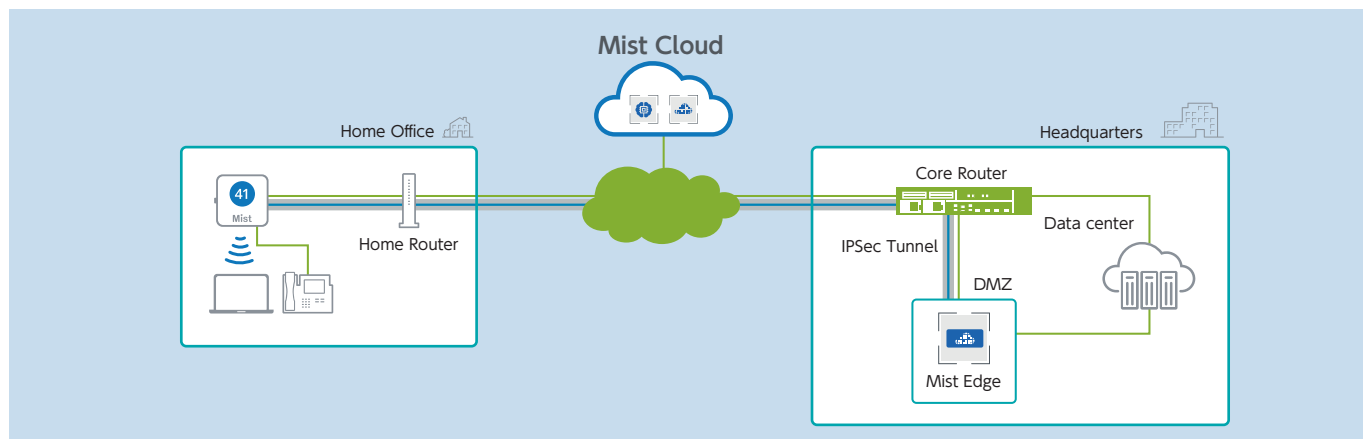 Mist Cloud
Home Office
Headquarters
41
Mist
Home Router
Core Router
Data center
IPSec Tunnel
DMZ
Mist Edge